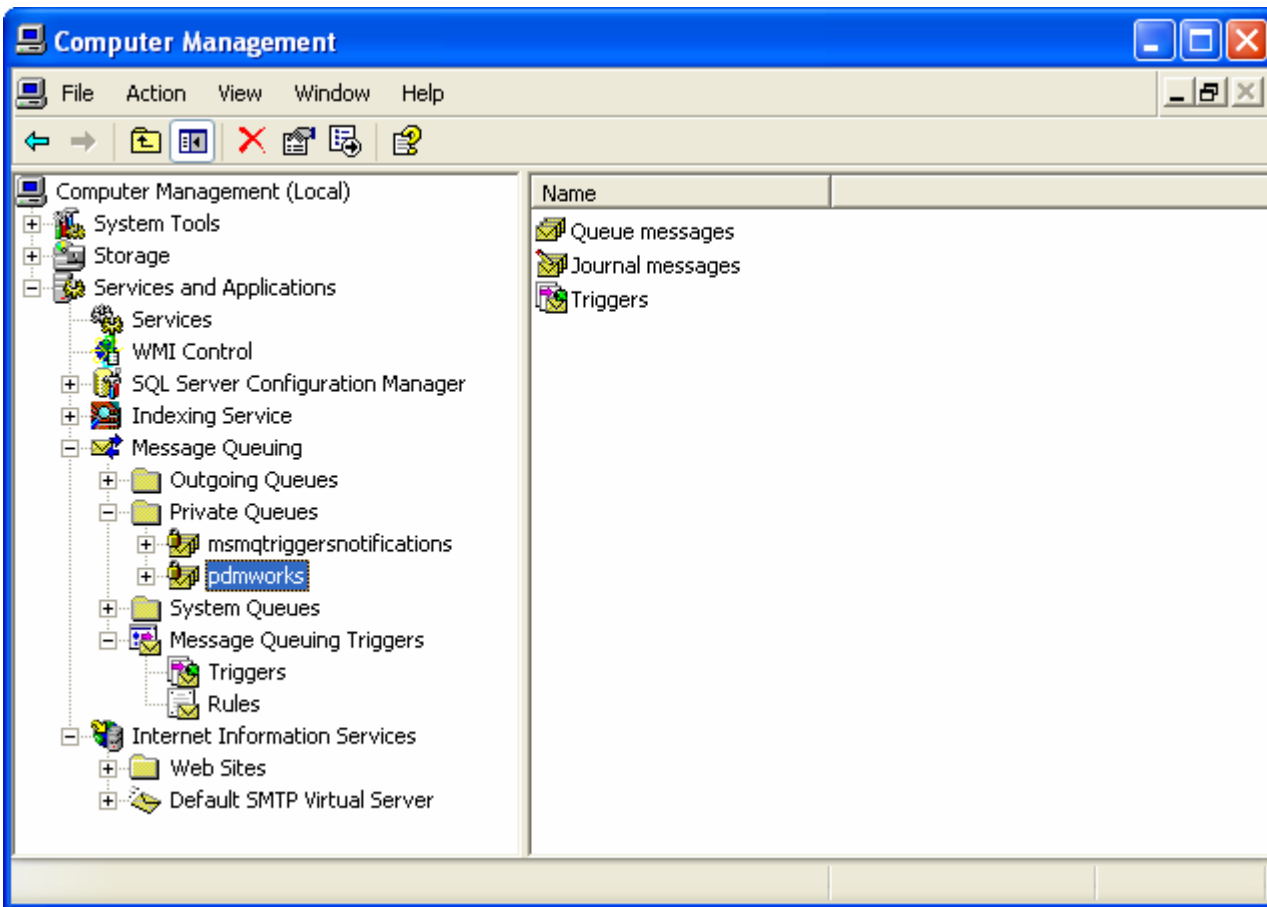 Computer Management
File Action View Window Help
Computer Management (Local)
System Tools
Storage
Services and Applications
Services
WMI Control
SQL Server Configuration Manager
Indexing Service
Message Queuing
Outgoing Queues
Private Queues
msmqtriggersnotifications
pdmworks
System Queues
Message Queuing Triggers
Triggers
Rules
Internet Information Services
Web Sites
Default SMTP Virtual Server
Name
Queue messages
Journal messages
Triggers